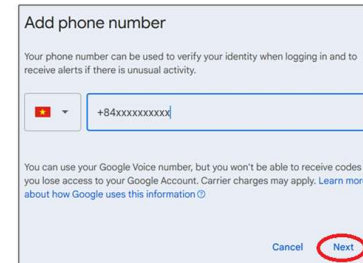 Add phone number
Your phone number can be used to verify your identity when logging in and to
receive alerts if there is unusual activity.
+84xxxxxxxxxx
You can use your Google Voice number, but you won't be able to receive codes
you lose access to your Google Account. Carrier charges may apply. Learn mor
about how Google uses this information
Cancel Next